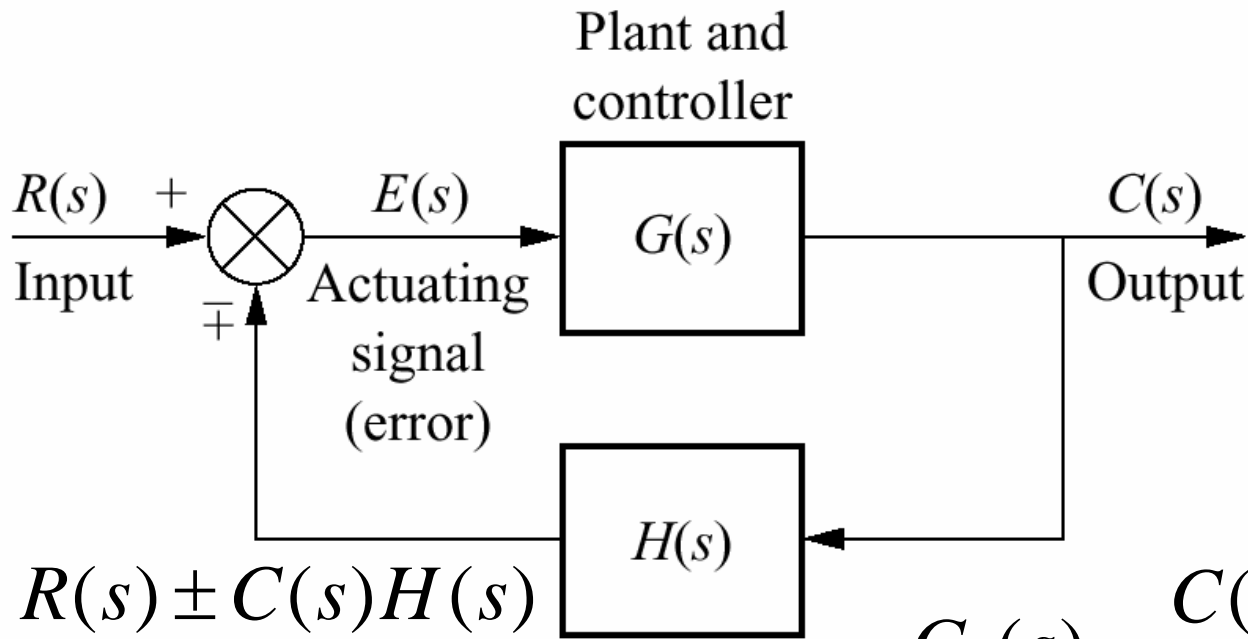 Plant and
controller
R(s) + E(s) G(s) C(s)
Input Actuating Output
∓ signal
(error)
H(s)
R(s) ± C(s)H(s) C(